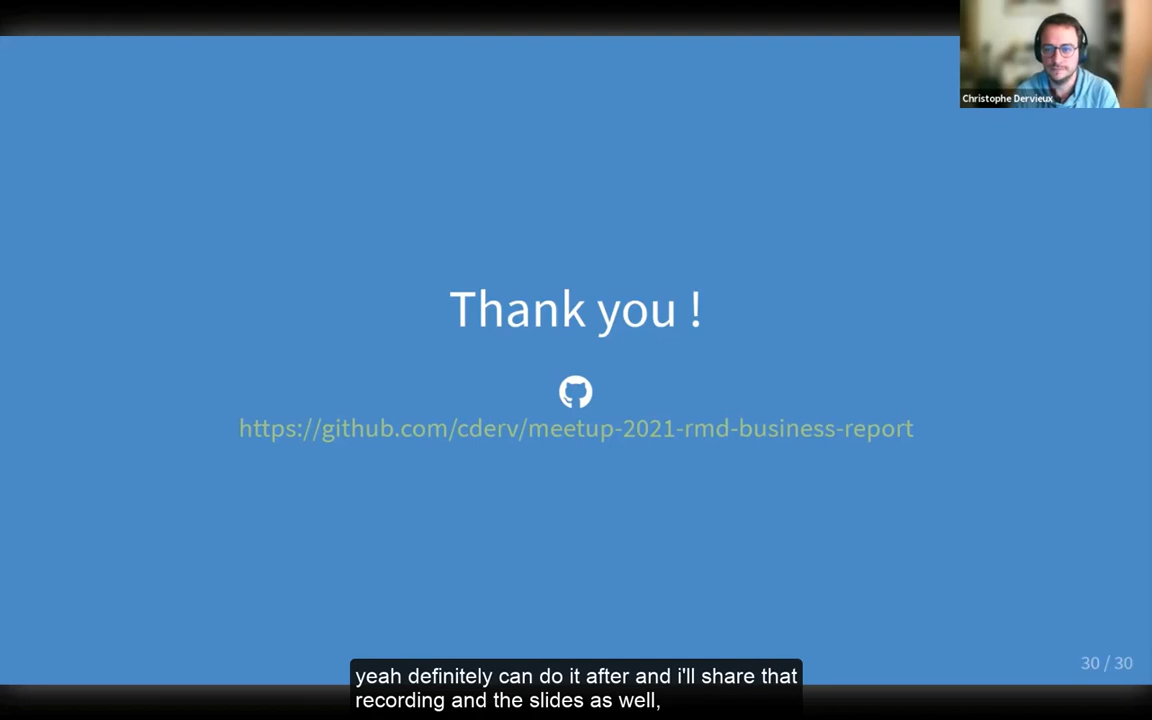 Christophe Dervieux
Thank you !
https://github.com/cderv/meetup-2021-rmd-business-report
30 / 30
yeah definitely can do it after and i'll share that
recording and the slides as well,